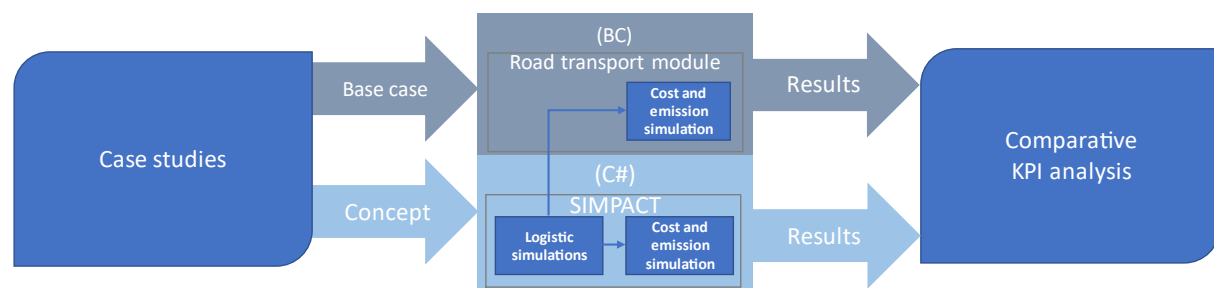 Case studies
Base case
Concept
(BC)
Road transport module
Cost and
emission
simulation
(C#)
SIMPACT
Logistic
simulations
Cost and
emission
simulation
Results
Results
Comparative
KPI analysis